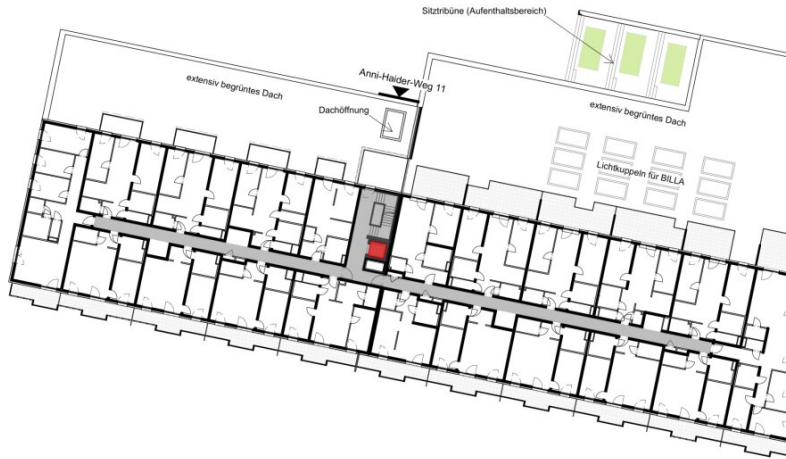 Sitztribüne (Aufenthaltsbereich)
extensiv begrüntes Dach
Anni-Haider-Weg 11
Dachöffnung
extensiv begrüntes Dach
Lichtkuppeln für BILLA